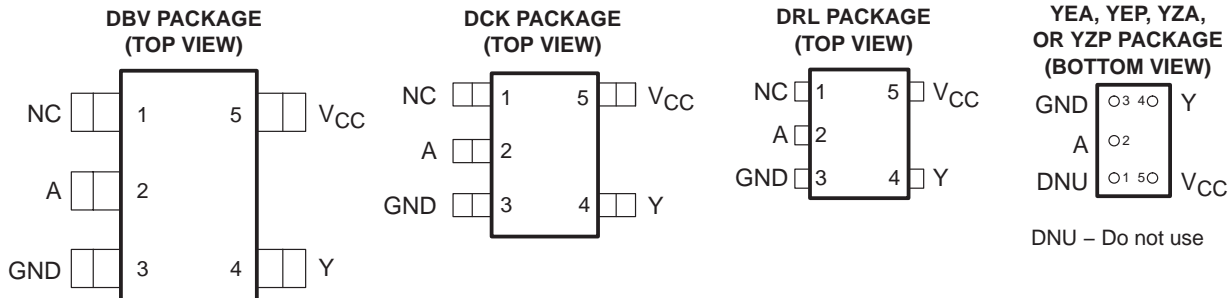 DBV PACKAGE
(TOP VIEW)
NC 1 5 VCC
A 2
GND 3 4 Y
DCK PACKAGE
(TOP VIEW)
NC 1 5 VCC
A 2
GND 3 4 Y
DRL PACKAGE
(TOP VIEW)
NC 1 5 VCC
A 2
GND 3 4 Y
YEA, YEP, YZA,
OR YZP PACKAGE
(BOTTOM VIEW)
GND 3 4 Y
A 2
DNU 1 5 VCC
DNU – Do not use